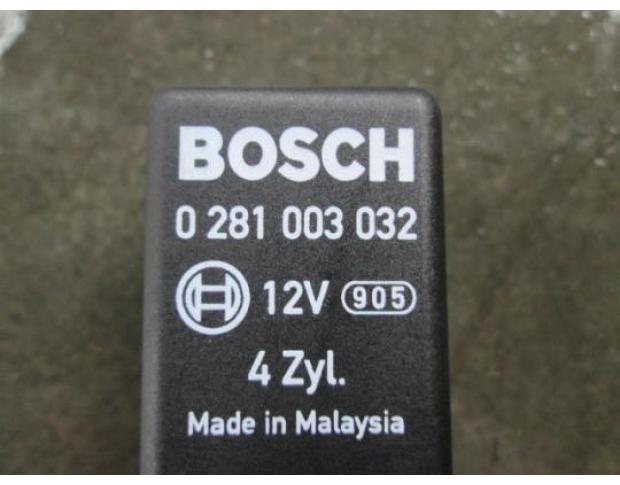 BOSCH
0 281 003 032
12V 905
4 Zyl.
Made in Malaysia